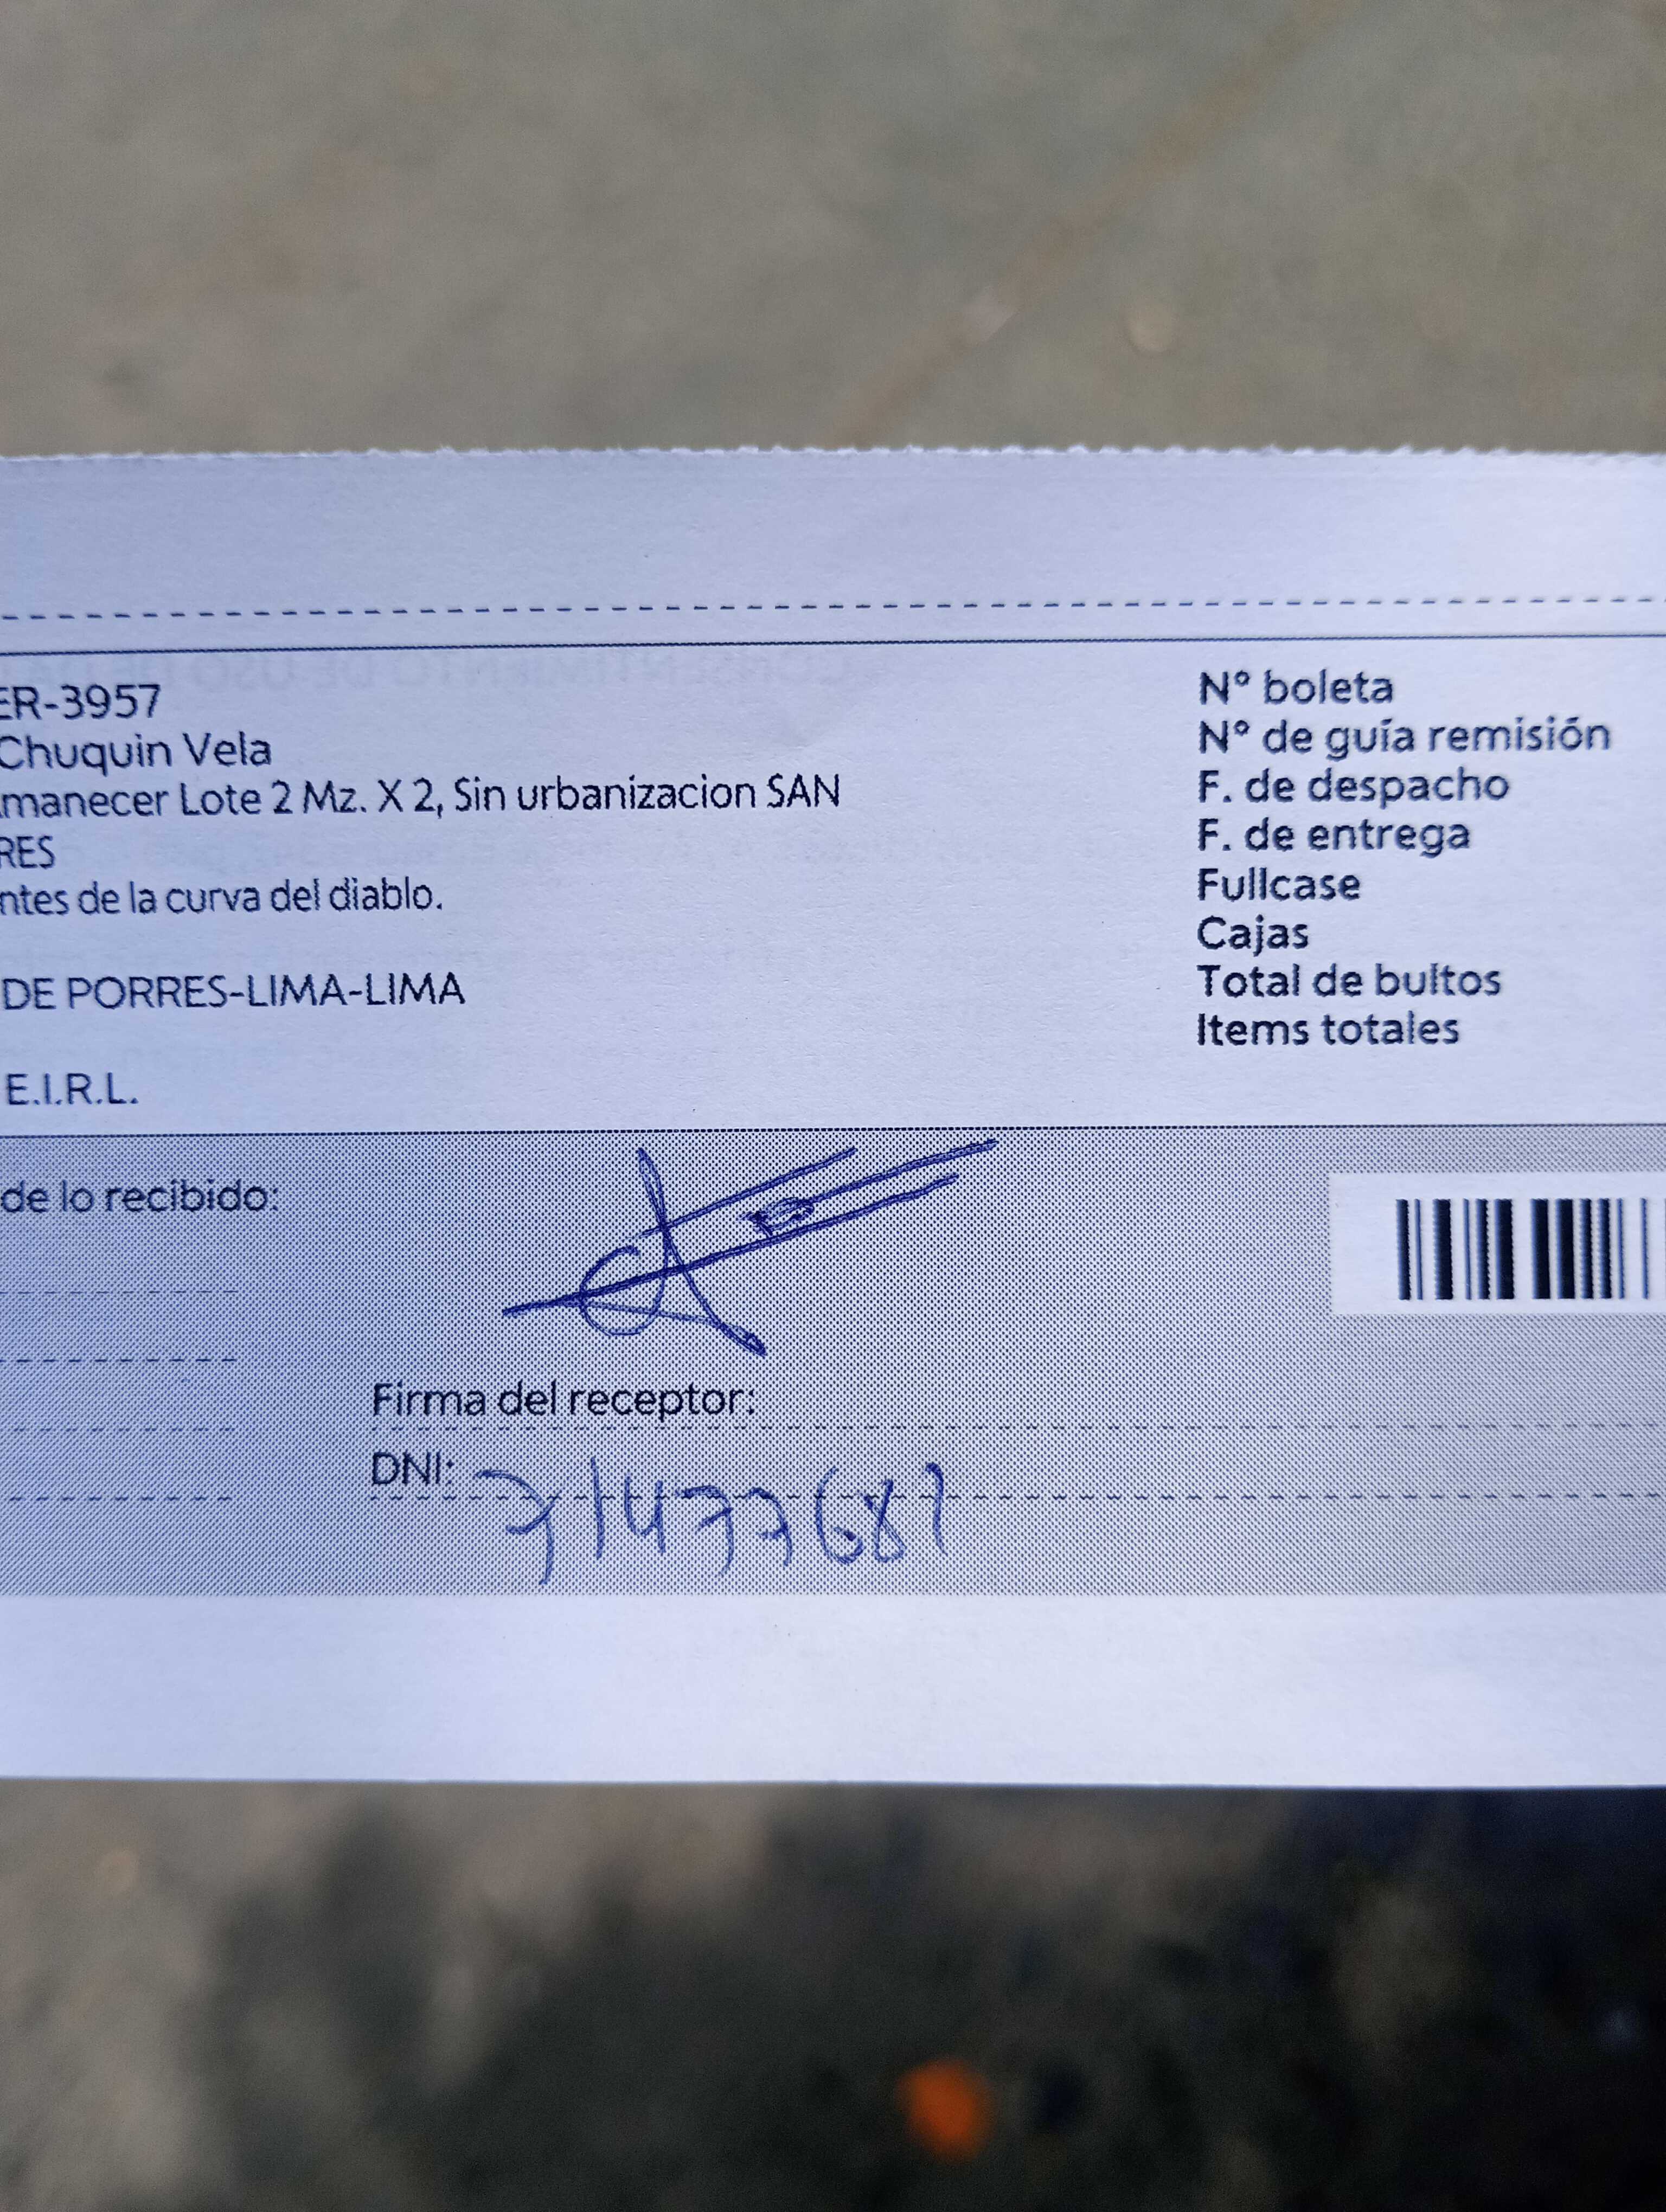 ER-3957
Chuquin Vela
manecer Lote 2 Mz. X 2, Sin urbanizacion SAN
RES
ntes de la curva del diablo.
DE PORRES-LIMA-LIMA
E.I.R.L.
N° boleta
N° de guía remisión
F. de despacho
F. de entrega
Fullcase
Cajas
Total de bultos
Items totales
de lo recibido:
Firma del receptor:
DNI: 71477681